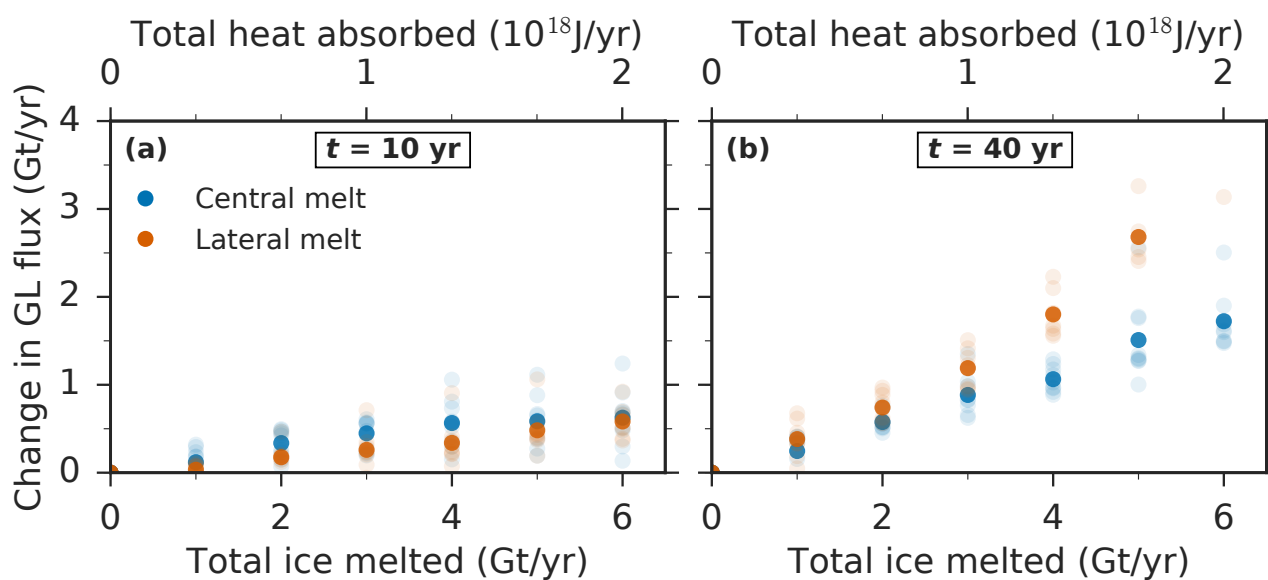 Total heat absorbed (10^18 J/yr)
0 1 2
Total heat absorbed (10^18 J/yr)
0 1 2
Change in GL flux (Gt/yr)
4
3
2
1
0
(a)
t = 10 yr
Central melt
Lateral melt
(b)
t = 40 yr
0 2 4 6
Total ice melted (Gt/yr)
0 2 4 6
Total ice melted (Gt/yr)